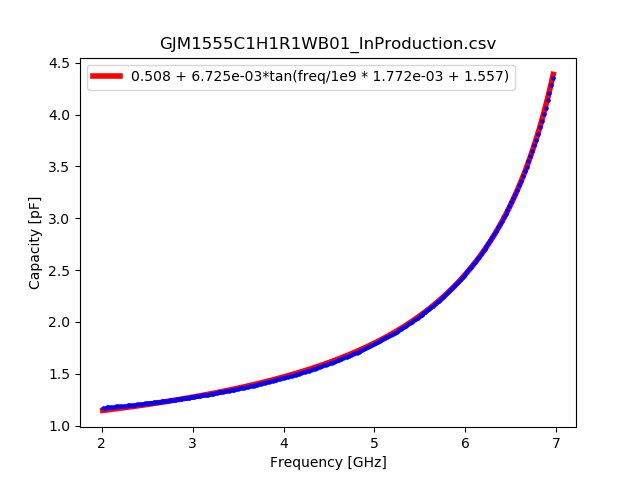 GJM1555C1H1R1WB01_InProduction.csv
0.508 + 6.725e-03*tan(freq/1e9 * 1.772e-03 + 1.557)
4.5
4.0
3.5
3.0
2.5
2.0
1.5
1.0
Capacity [pF]
2 3 4 5 6 7
Frequency [GHz]